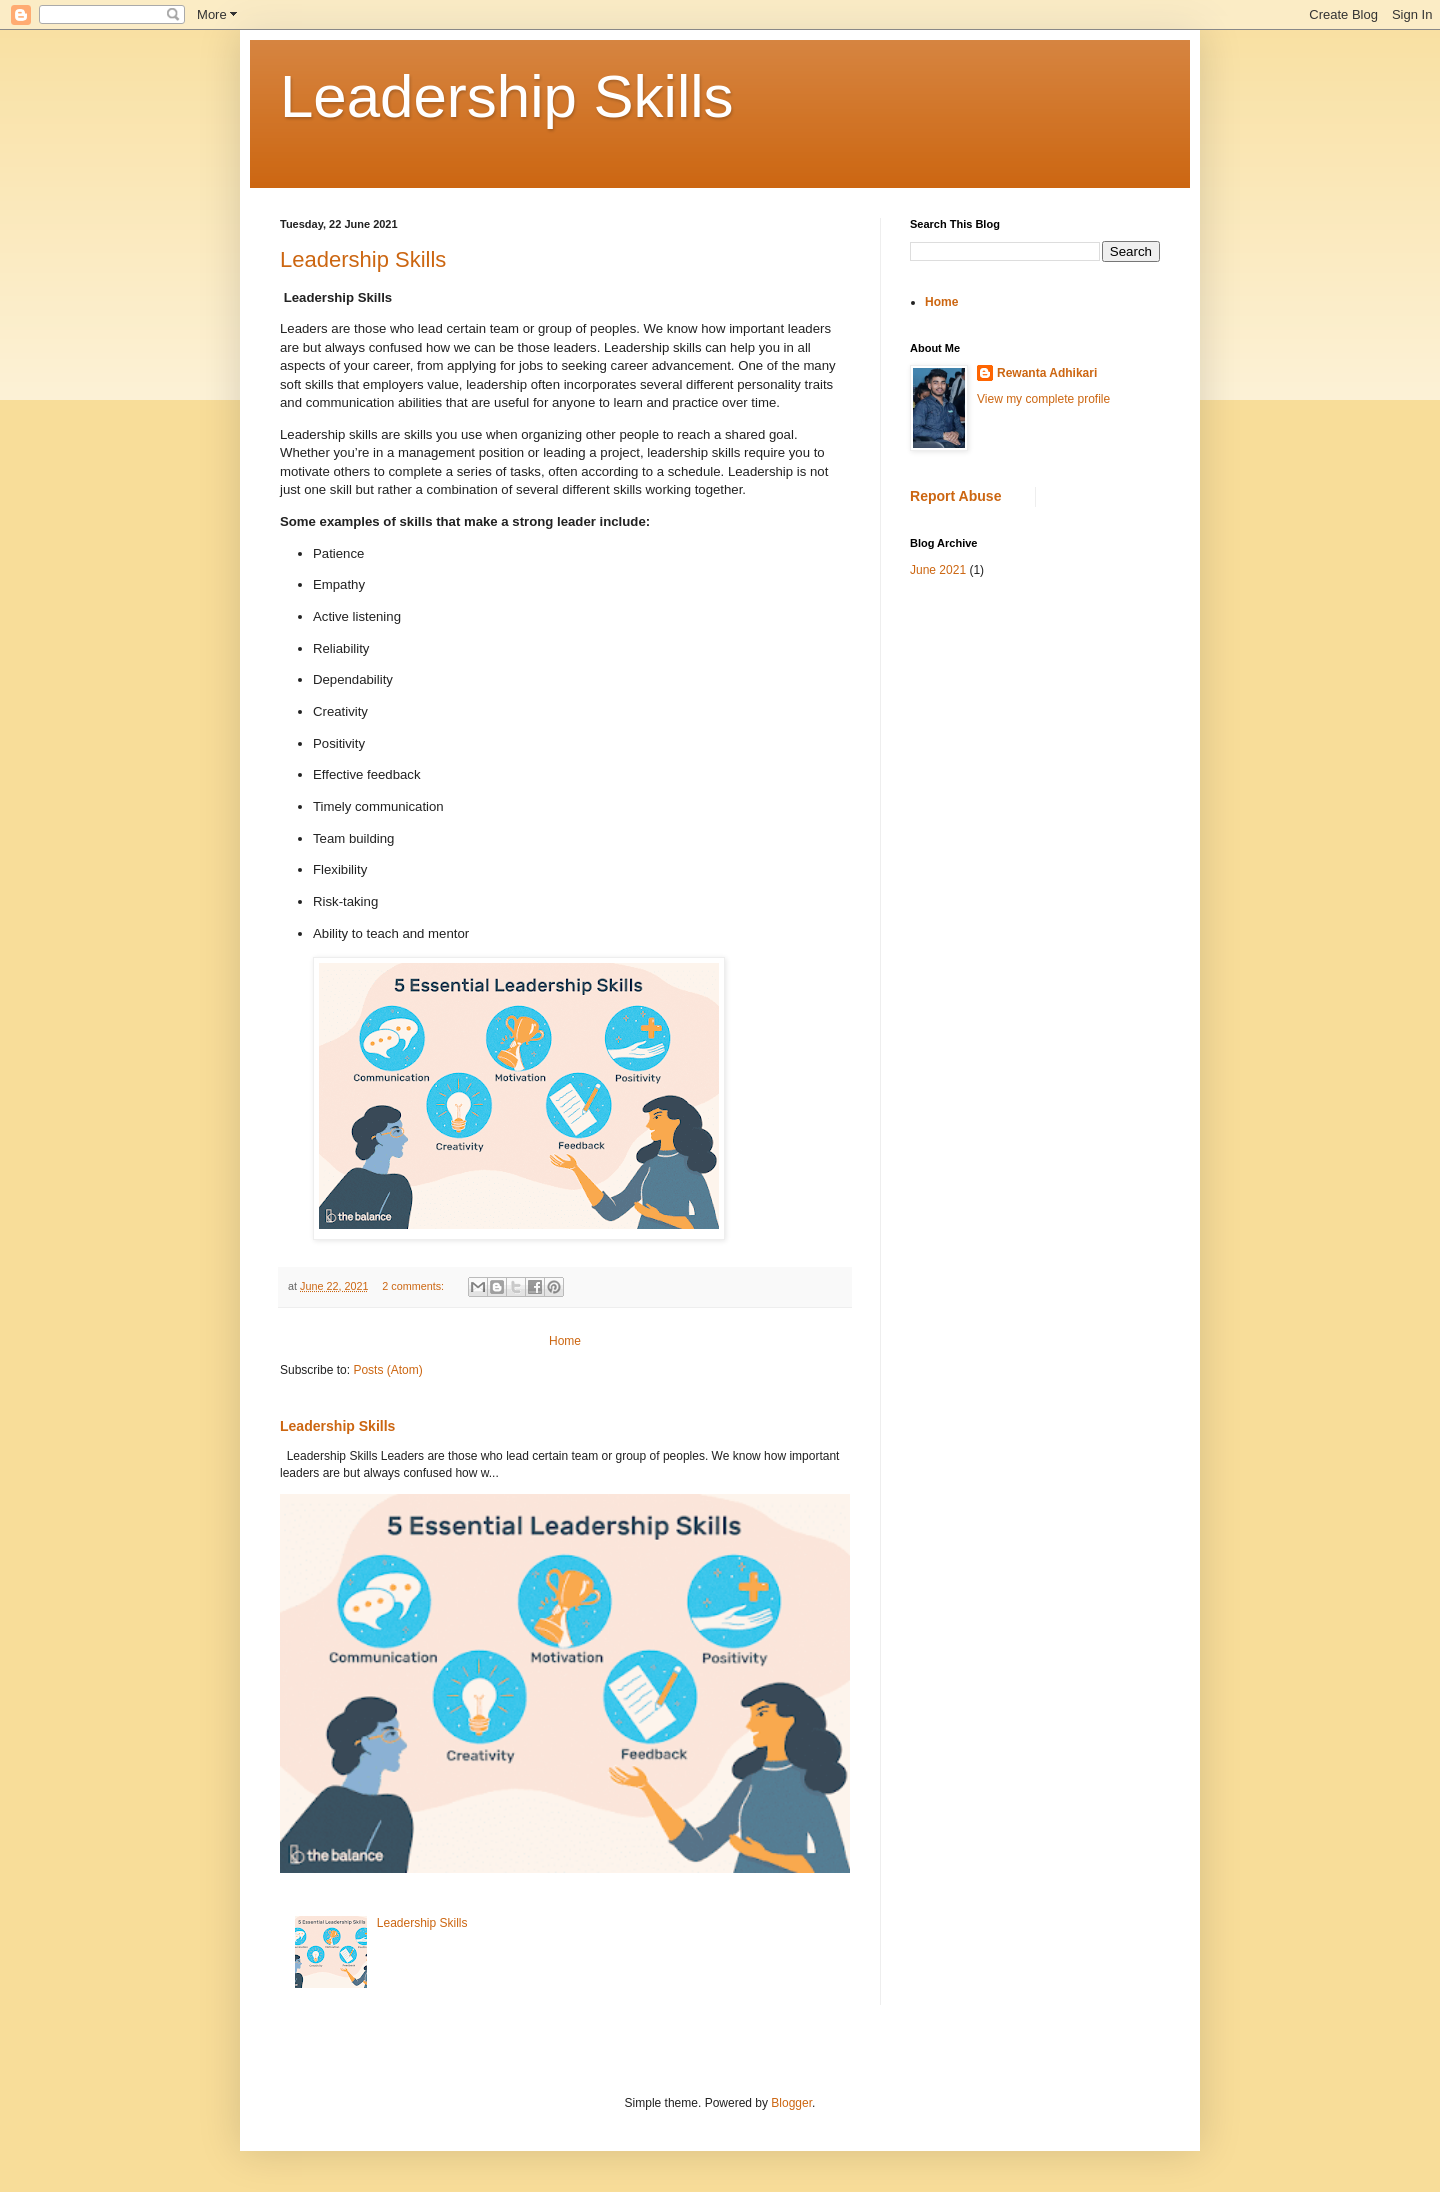 More
Create Blog
Sign In
Leadership Skills
Tuesday, 22 June 2021
Leadership Skills
Leadership Skills
Leaders are those who lead certain team or group of peoples. We know how important leaders
are but always confused how we can be those leaders. Leadership skills can help you in all
aspects of your career, from applying for jobs to seeking career advancement. One of the many
soft skills that employers value, leadership often incorporates several different personality traits
and communication abilities that are useful for anyone to learn and practice over time.
Leadership skills are skills you use when organizing other people to reach a shared goal.
Whether you’re in a management position or leading a project, leadership skills require you to
motivate others to complete a series of tasks, often according to a schedule. Leadership is not
just one skill but rather a combination of several different skills working together.
Some examples of skills that make a strong leader include:
Patience
Empathy
Active listening
Reliability
Dependability
Creativity
Positivity
Effective feedback
Timely communication
Team building
Flexibility
Risk-taking
Ability to teach and mentor
5 Essential Leadership Skills
Communication
Motivation
Positivity
Creativity
Feedback
the balance
at June 22, 2021 2 comments:
Home
Subscribe to: Posts (Atom)
Leadership Skills
Leadership Skills Leaders are those who lead certain team or group of peoples. We know how important
leaders are but always confused how w...
5 Essential Leadership Skills
Communication
Motivation
Positivity
Creativity
Feedback
the balance
5 Essential Leadership Skills
Leadership Skills
Search This Blog
Search
Home
About Me
Rewanta Adhikari
View my complete profile
Report Abuse
Blog Archive
June 2021 (1)
Simple theme. Powered by Blogger.